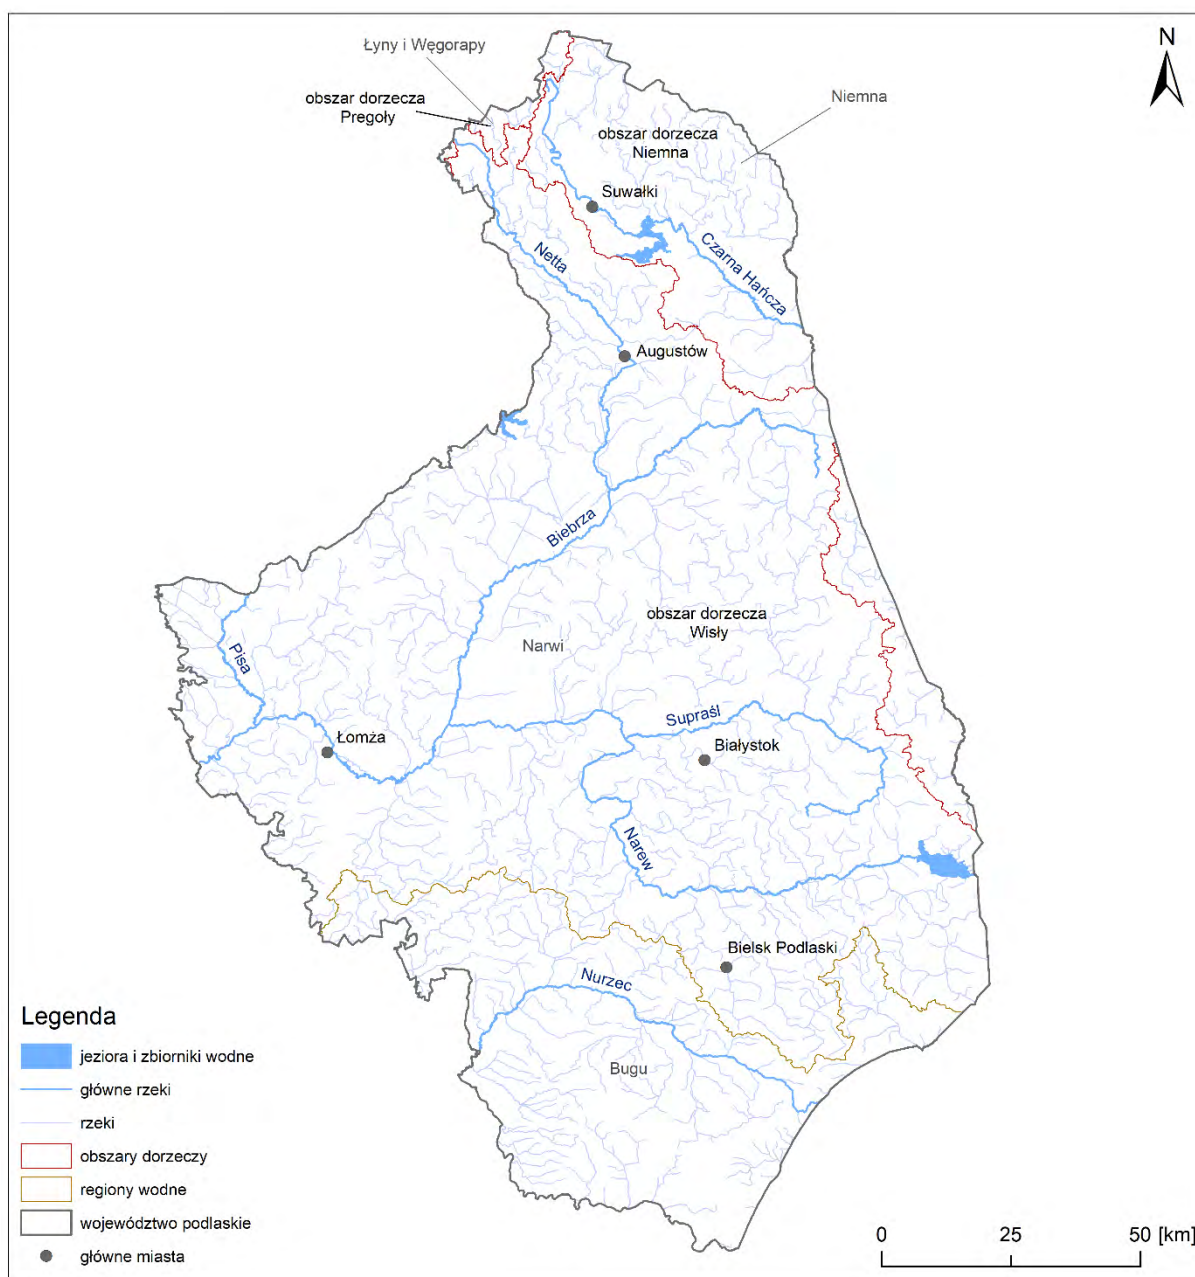 Łyny i Węgorapy
N
obszar dorzecza
Pregoły
Niemna
obszar dorzecza
Niemna
Suwałki
Netta
Czarna Hańcza
Augustów
Biebrza
obszar dorzecza
Wisły
Narwi
Pisa
Supraśl
Łomża
Białystok
Narew
Bielsk Podlaski
Nurzec
Bugu
Legenda
jeziora i zbiorniki wodne
główne rzeki
rzeki
obszary dorzeczy
regiony wodne
województwo podlaskie
główne miasta
0 25 50 [km]